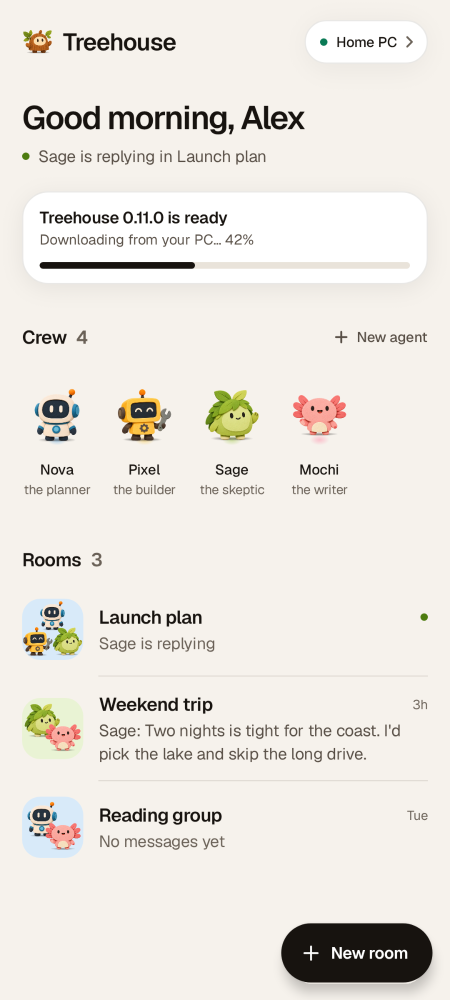 Treehouse
Home PC
Good morning, Alex
Sage is replying in Launch plan
Treehouse 0.11.0 is ready
Downloading from your PC... 42%
Crew 4
New agent
Nova
the planner
Pixel
the builder
Sage
the skeptic
Mochi
the writer
Rooms 3
Launch plan
Sage is replying
Weekend trip
3h
Sage: Two nights is tight for the coast. I'd
pick the lake and skip the long drive.
Reading group
Tue
No messages yet
New room